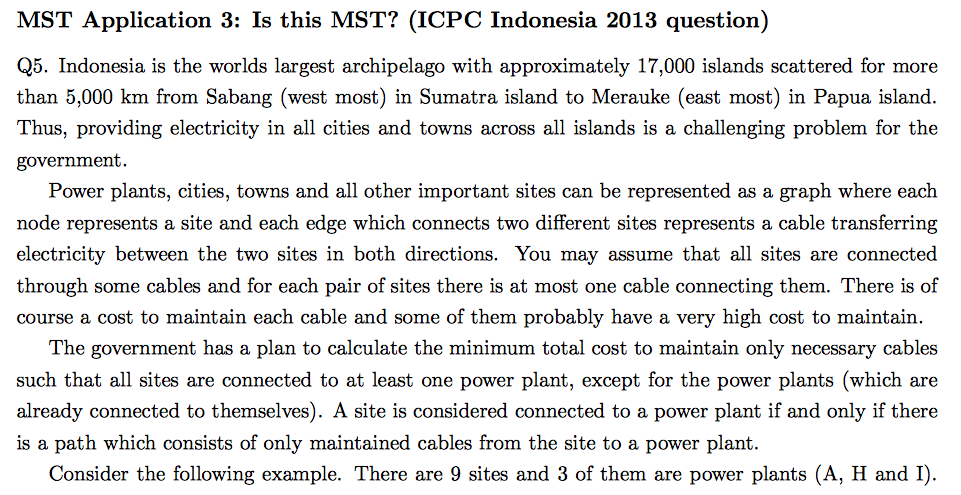 MST Application 3: Is this MST? (ICPC Indonesia 2013 question)
Q5. Indonesia is the worlds largest archipelago with approximately 17,000 islands scattered for more
than 5,000 km from Sabang (west most) in Sumatra island to Merauke (east most) in Papua island.
Thus, providing electricity in all cities and towns across all islands is a challenging problem for the
government.
Power plants, cities, towns and all other important sites can be represented as a graph where each
node represents a site and each edge which connects two different sites represents a cable transferring
electricity between the two sites in both directions. You may assume that all sites are connected
through some cables and for each pair of sites there is at most one cable connecting them. There is of
course a cost to maintain each cable and some of them probably have a very high cost to maintain.
The government has a plan to calculate the minimum total cost to maintain only necessary cables
such that all sites are connected to at least one power plant, except for the power plants (which are
already connected to themselves). A site is considered connected to a power plant if and only if there
is a path which consists of only maintained cables from the site to a power plant.
Consider the following example. There are 9 sites and 3 of them are power plants (A, H and I).